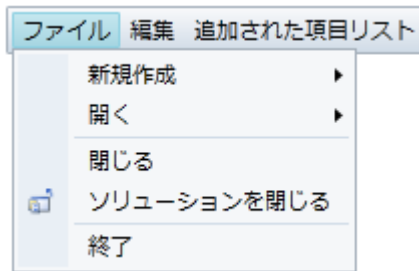 ファイル 編集 追加された項目リスト
新規作成
開く
閉じる
ソリューションを閉じる
終了